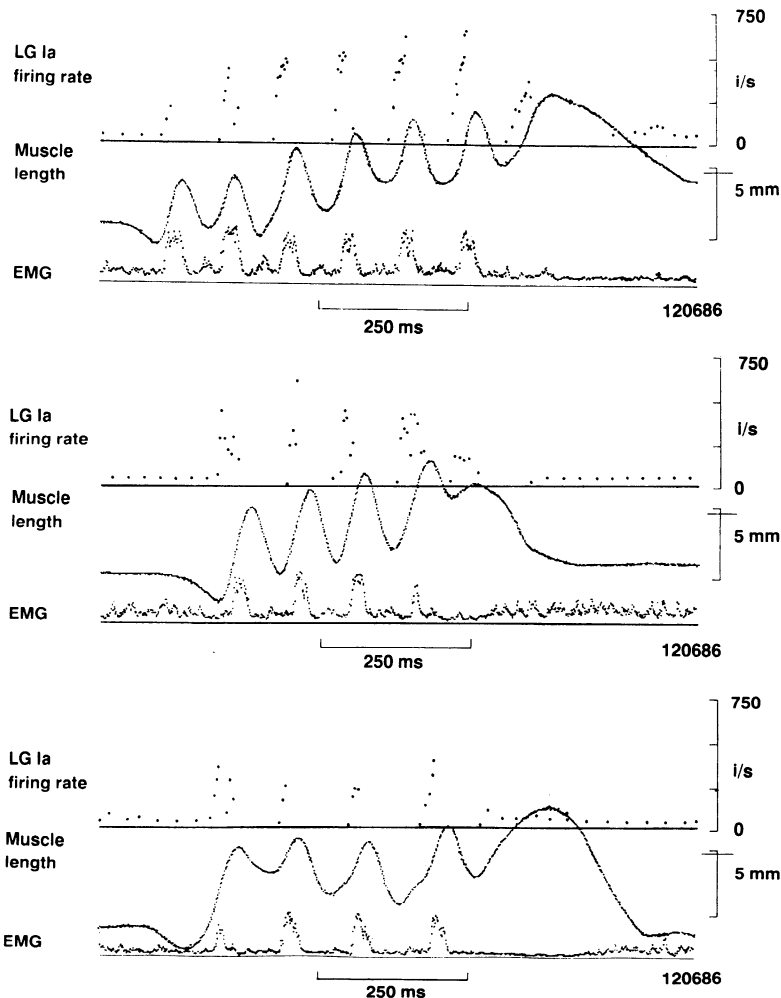 750
LG Ia
firing rate
i/s
0
Muscle
length
5 mm
EMG
120686
250 ms
750
LG Ia
firing rate
i/s
0
Muscle
length
5 mm
EMG
120686
250 ms
750
LG Ia
firing rate
i/s
0
Muscle
length
5 mm
EMG
120686
250 ms